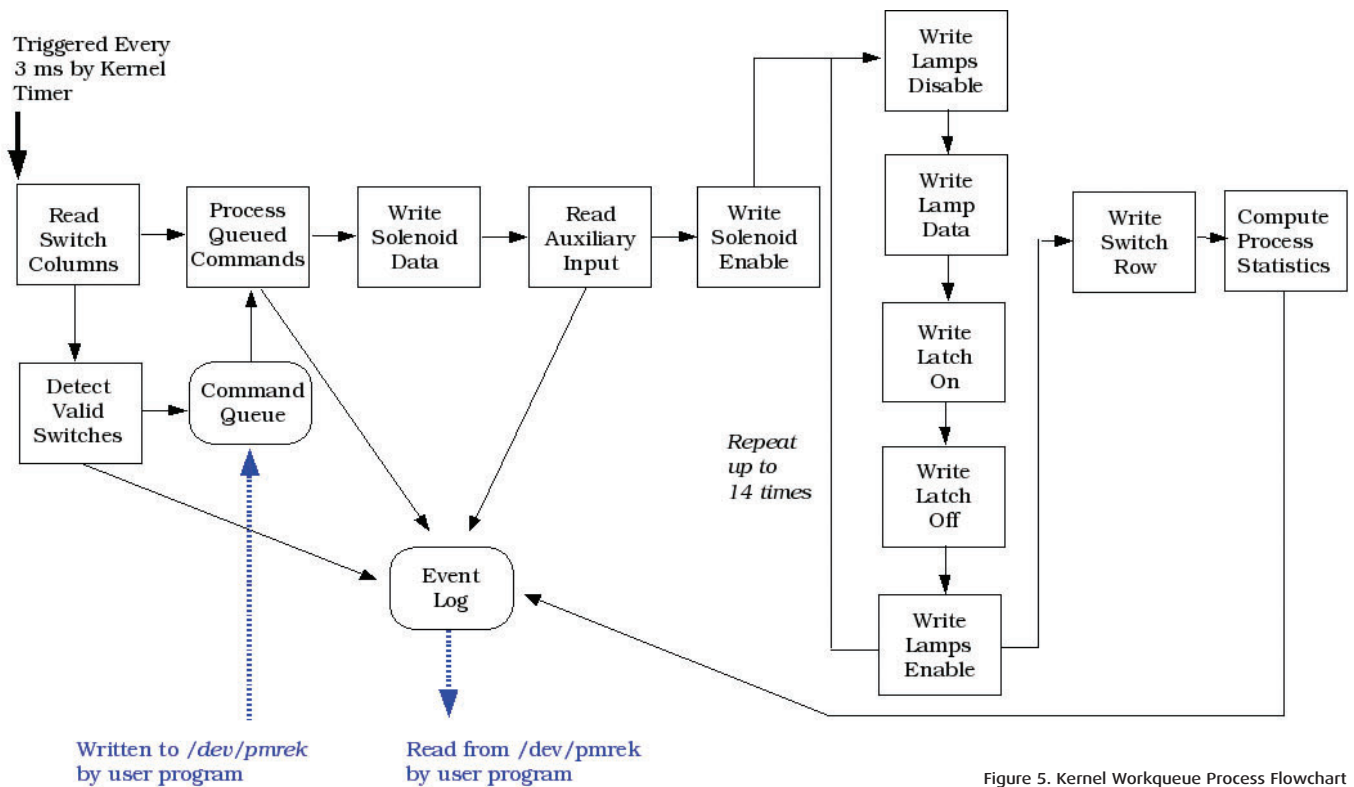 Triggered Every
3 ms by Kernel
Timer
Read
Switch
Columns
Process
Queued
Commands
Write
Solenoid
Data
Read
Auxiliary
Input
Write
Solenoid
Enable
Write
Lamps
Disable
Write
Lamp
Data
Write
Latch
On
Write
Latch
Off
Write
Lamps
Enable
Repeat
up to
14 times
Write
Switch
Row
Compute
Process
Statistics
Detect
Valid
Switches
Command
Queue
Event
Log
Written to /dev/pmrek
by user program
Read from /dev/pmrek
by user program
Figure 5. Kernel Workqueue Process Flowchart